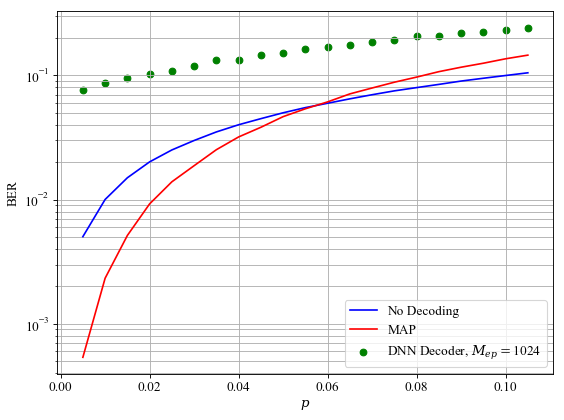 BER
10⁻¹
10⁻²
10⁻³
No Decoding
MAP
DNN Decoder, Mₑₚ = 1024
0.00 0.02 0.04 0.06 0.08 0.10
p